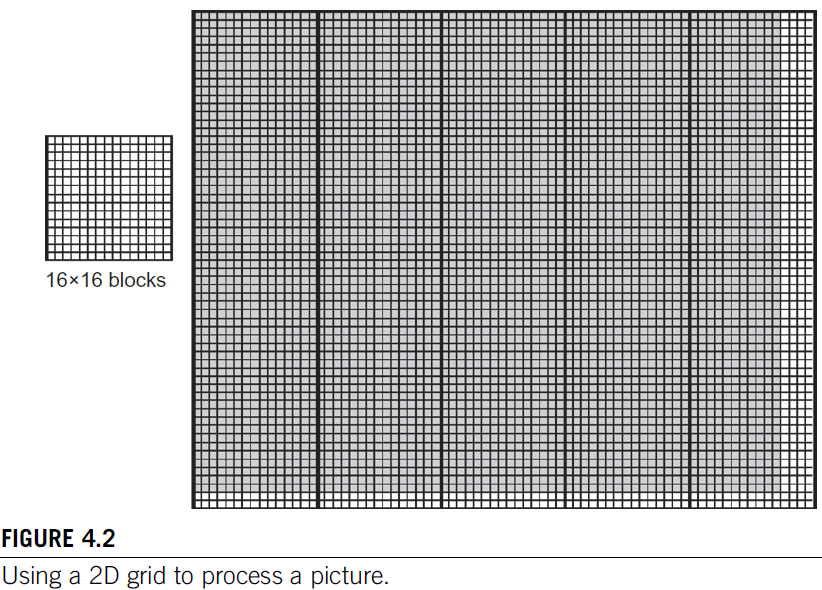 16×16 blocks
FIGURE 4.2
Using a 2D grid to process a picture.